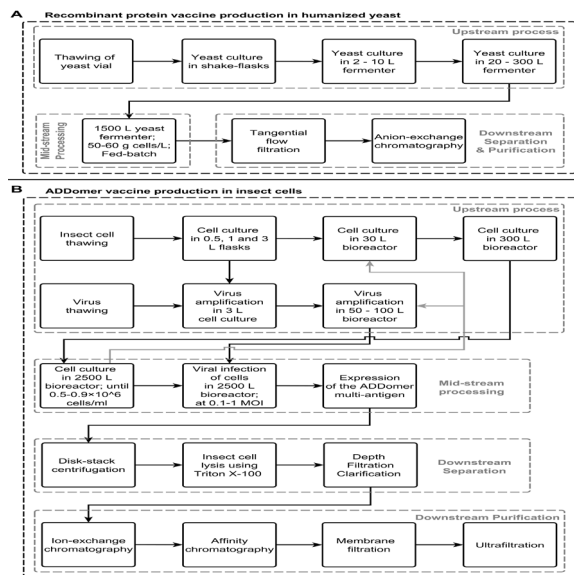 A
Recombinant protein vaccine production in humanized yeast
Upstream process
Thawing of
yeast vial
Yeast culture
in shake-flasks
Yeast culture
in 2 - 10 L
fermenter
Yeast culture
in 20 - 300 L
fermenter
Mid-stream
Processing
1500 L yeast
fermenter;
50-60 g cells/L;
Fed-batch
Tangential
flow
filtration
Anion-exchange
chromatography
Downstream
Separation
& Purification
B
ADDomer vaccine production in insect cells
Upstream process
Insect cell
thawing
Cell culture
in 0.5, 1 and 3
L flasks
Cell culture
in 30 L
bioreactor
Cell culture
in 300 L
bioreactor
Virus thawing
Virus
amplification
in 3 L
cell culture
Virus
amplification
in 50 - 100 L
bioreactor
Cell culture
in 2500 L
bioreactor; until
0.5-0.9×10^6
cells/ml
Viral infection
of cells
in 2500 L
bioreactor;
at 0.1-1 MOI
Expression
of the ADDomer
multi-antigen
Mid-stream
processing
Disk-stack
centrifugation
Insect cell
lysis using
Triton X-100
Depth
Filtration
Clarification
Downstream
Separation
Downstream Purification
Ion-exchange
chromatography
Affinity
chromatography
Membrane
filtration
Ultrafiltration